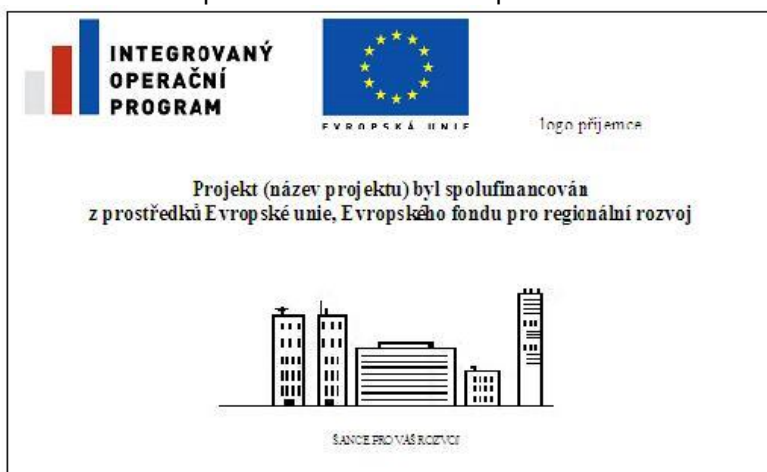 INTEGROVANÝ
OPERAČNÍ
PROGRAM
EVROPSKÁ UNIE
logo příjemce
Projekt (název projektu) byl spolufinancován
z prostředků Evropské unie, Evropského fondu pro regionální rozvoj
ŠANCE PRO VÁŠ ROZVOJ